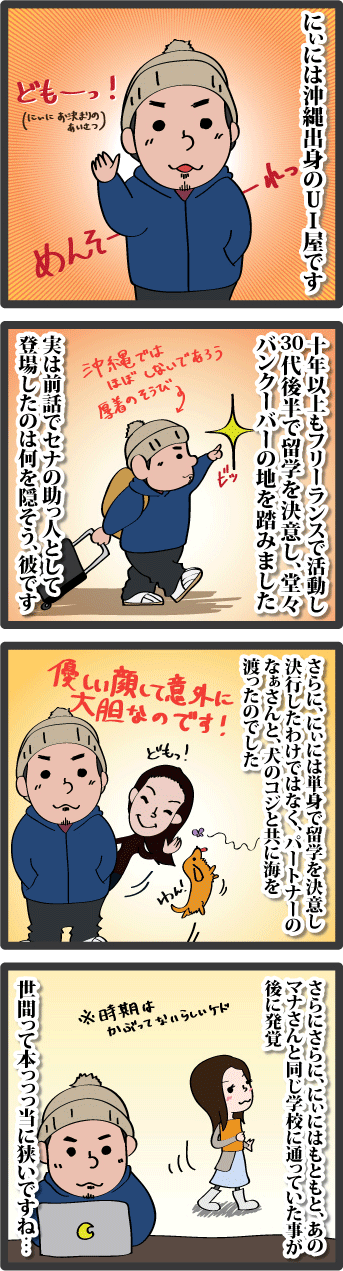 にぃには沖縄出身のUI屋です
どもーっ!
(にぃに お決まりの
あいさつ)
れっ
めんそー
十年以上もフリーランスで活動し
30代後半で留学を決意し、堂々
バンクーバーの地を踏みました
沖縄では
ほぼ しないであろう
厚着のそうび
ビッ
実は前話でセナの助っ人として
登場したのは何を隠そう、彼です
さらに、にぃには単身で留学を決意し
決行したわけではなく、パートナーの
なぁさんと、犬のコジと共に海を
渡ったのでした
優しい顔して意外に
大胆なのです!
どもっ!
わん!
さらにさらに、にぃにはもともと、あの
マナさんと同じ学校に通っていた事が
後に発覚
※時期は
かぶってないらしいケド
世間って本っっっ当に狭いですね…